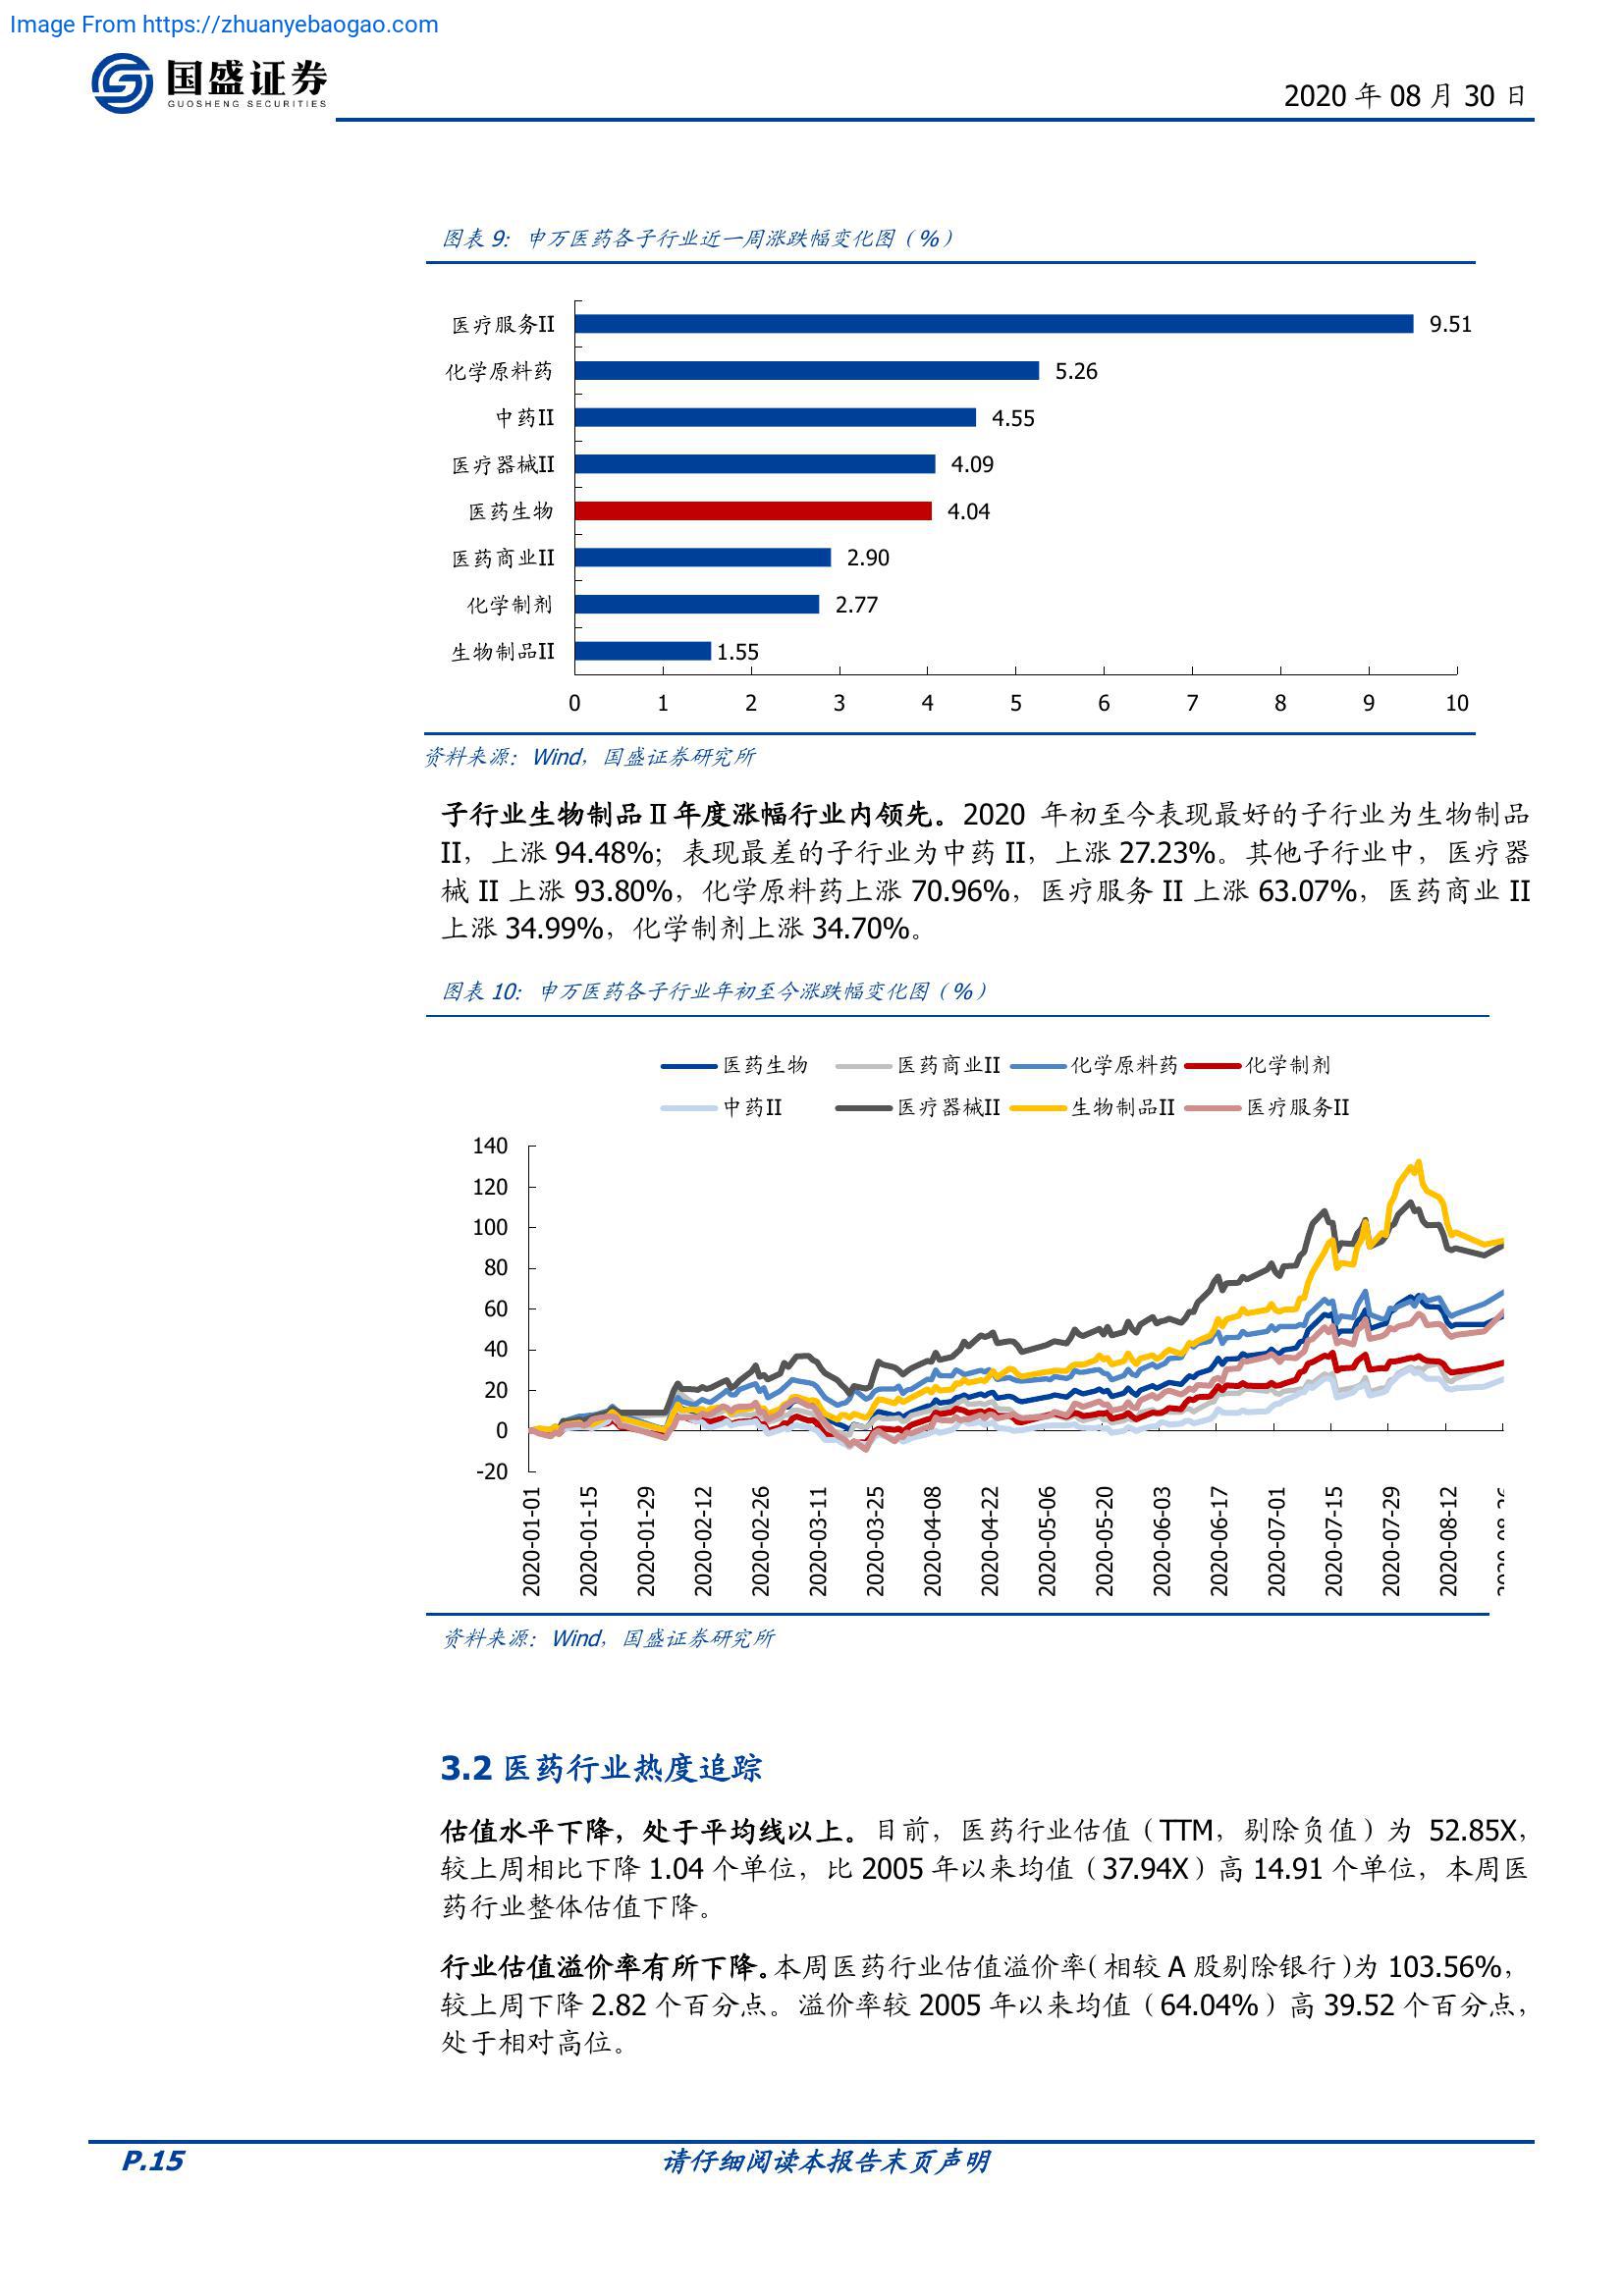 Image From https://zhuanyebaogao.com
国盛证券
GUOSHENG SECURITIES
2020 年 08 月 30 日
图表 9: 申万医药各子行业近一周涨跌幅变化图（%）
医疗服务II 9.51
化学原料药 5.26
中药II 4.55
医疗器械II 4.09
医药生物 4.04
医药商业II 2.90
化学制剂 2.77
生物制品II 1.55
0 1 2 3 4 5 6 7 8 9 10
资料来源：Wind，国盛证券研究所
子行业生物制品Ⅱ年度涨幅行业内领先。2020 年初至今表现最好的子行业为生物制品
II，上涨 94.48%；表现最差的子行业为中药 II，上涨 27.23%。其他子行业中，医疗器
械 II 上涨 93.80%，化学原料药上涨 70.96%，医疗服务 II 上涨 63.07%，医药商业 II
上涨 34.99%，化学制剂上涨 34.70%。
图表 10: 申万医药各子行业年初至今涨跌幅变化图（%）
医药生物 医药商业II 化学原料药 化学制剂
中药II 医疗器械II 生物制品II 医疗服务II
140
120
100
80
60
40
20
0
-20
2020-01-01
2020-01-15
2020-01-29
2020-02-12
2020-02-26
2020-03-11
2020-03-25
2020-04-08
2020-04-22
2020-05-06
2020-05-20
2020-06-03
2020-06-17
2020-07-01
2020-07-15
2020-07-29
2020-08-12
资料来源：Wind，国盛证券研究所
3.2 医药行业热度追踪
估值水平下降，处于平均线以上。目前，医药行业估值（TTM，剔除负值）为 52.85X，
较上周相比下降 1.04 个单位，比 2005 年以来均值（37.94X）高 14.91 个单位，本周医
药行业整体估值下降。
行业估值溢价率有所下降。本周医药行业估值溢价率(相较 A 股剔除银行)为 103.56%，
较上周下降 2.82 个百分点。溢价率较 2005 年以来均值（64.04%）高 39.52 个百分点，
处于相对高位。
P.15
请仔细阅读本报告末页声明